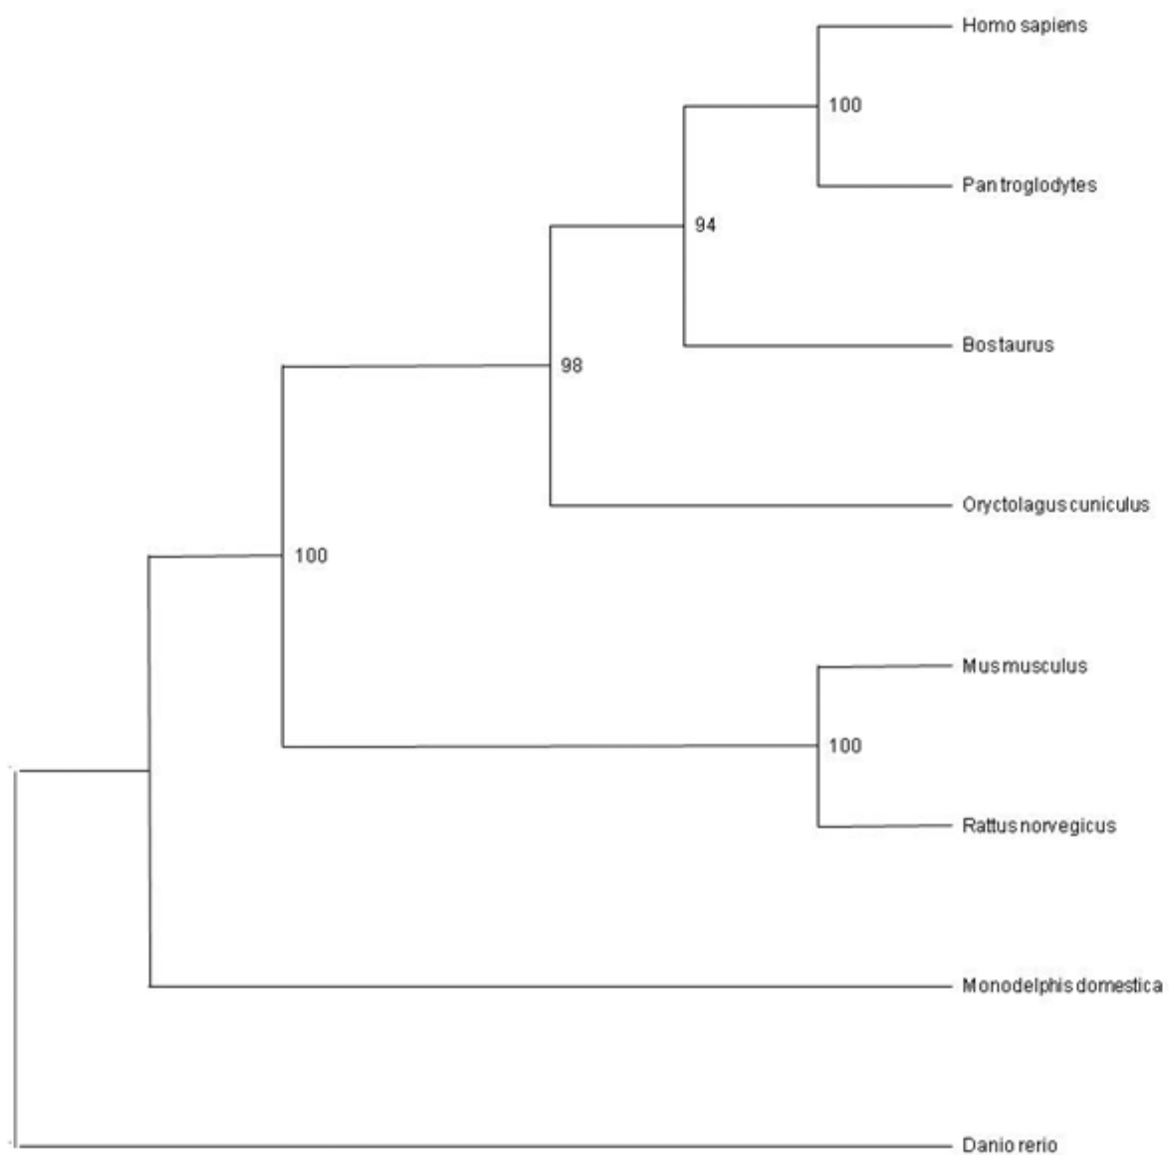 Homo sapiens
100
Pan troglodytes
94
Bos taurus
98
Oryctolagus cuniculus
100
Mus musculus
100
Rattus norvegicus
Monodelphis domestica
Danio rerio